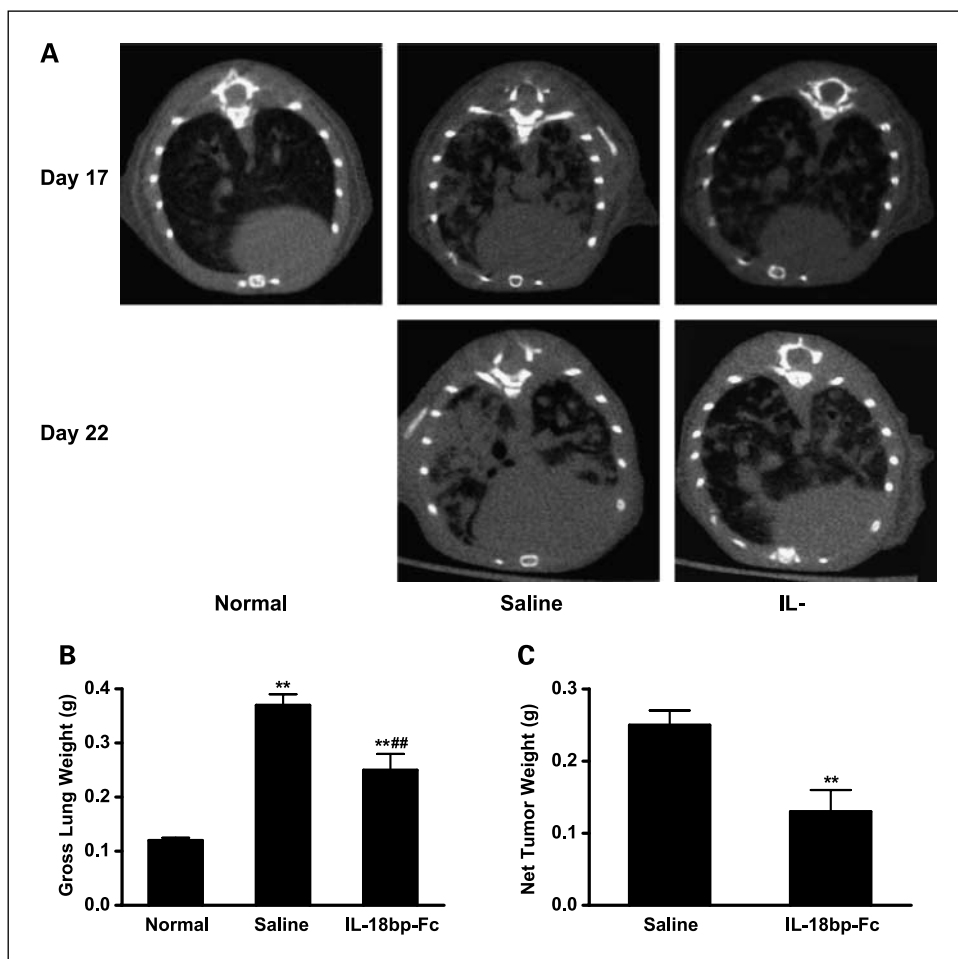 A
Day 17
Day 22
Normal Saline IL-
B
Gross Lung Weight (g)
0.4
0.3
0.2
0.1
0.0
**
**##
Normal Saline IL-18bp-Fc
C
Net Tumor Weight (g)
0.3
0.2
0.1
0.0
**
Saline IL-18bp-Fc